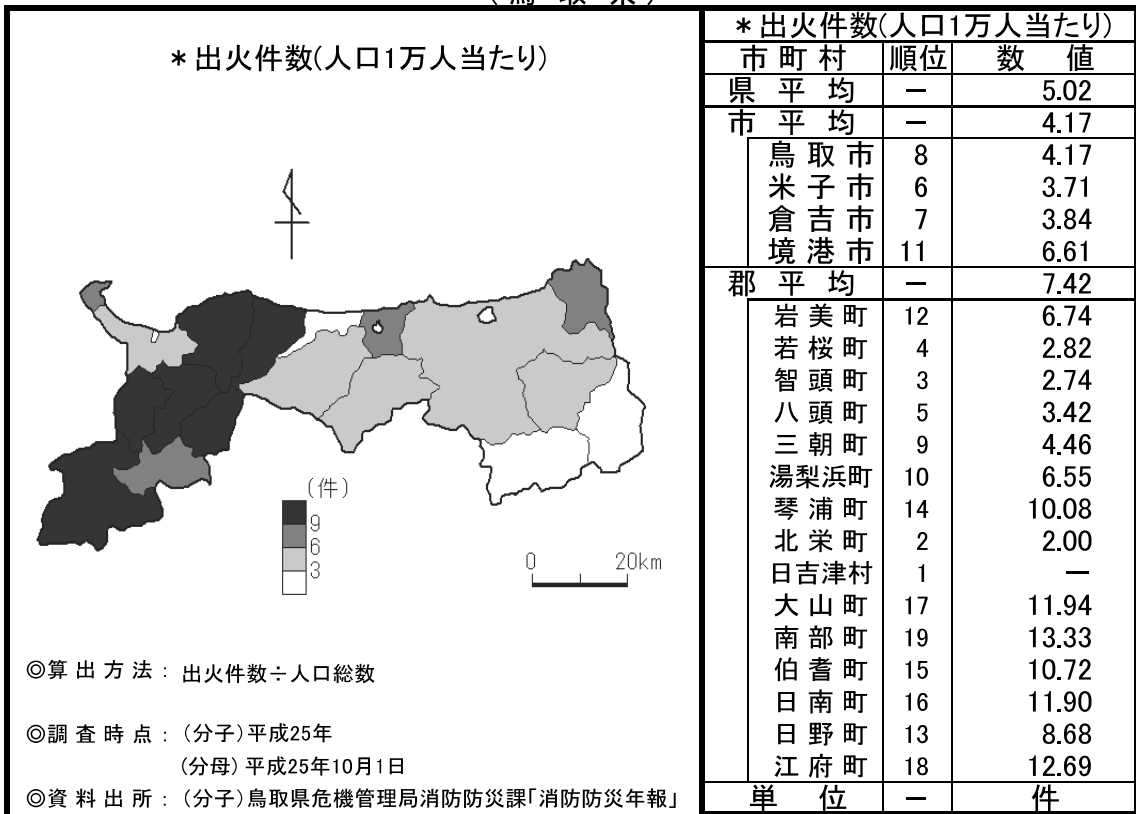 ＊出火件数(人口1万人当たり)
(件)
9
6
3
0 20km
◎算出方法：出火件数÷人口総数
◎調査時点：(分子)平成25年
(分母)平成25年10月1日
◎資料出所：(分子)鳥取県危機管理局消防防災課「消防防災年報」
＊出火件数(人口1万人当たり)
市町村 順位 数値
県平均 － 5.02
市平均 － 4.17
鳥取市 8 4.17
米子市 6 3.71
倉吉市 7 3.84
境港市 11 6.61
郡平均 － 7.42
岩美町 12 6.74
若桜町 4 2.82
智頭町 3 2.74
八頭町 5 3.42
三朝町 9 4.46
湯梨浜町 10 6.55
琴浦町 14 10.08
北栄町 2 2.00
日吉津村 1 －
大山町 17 11.94
南部町 19 13.33
伯耆町 15 10.72
日南町 16 11.90
日野町 13 8.68
江府町 18 12.69
単位 － 件